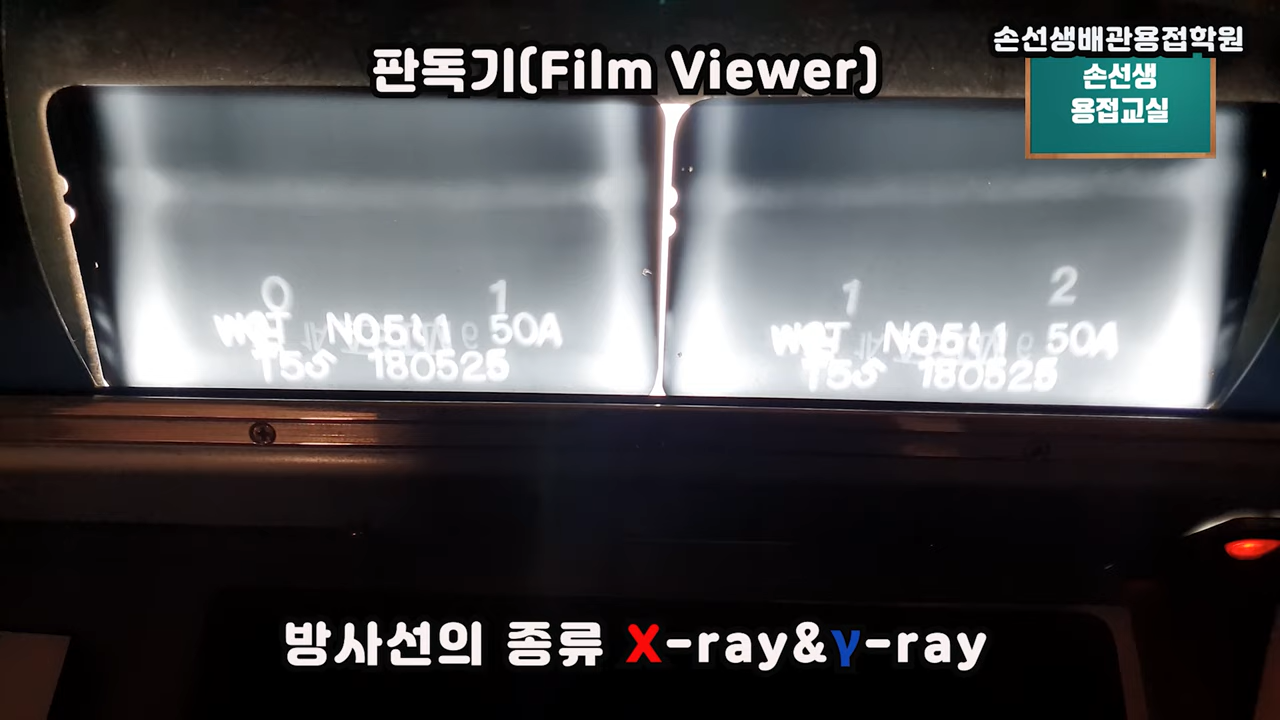 판독기(Film Viewer)
손선생배관용접학원
손선생
용접교실
0 1
50A
180525
1 2
50A
180525
방사선의 종류 X-ray&γ-ray